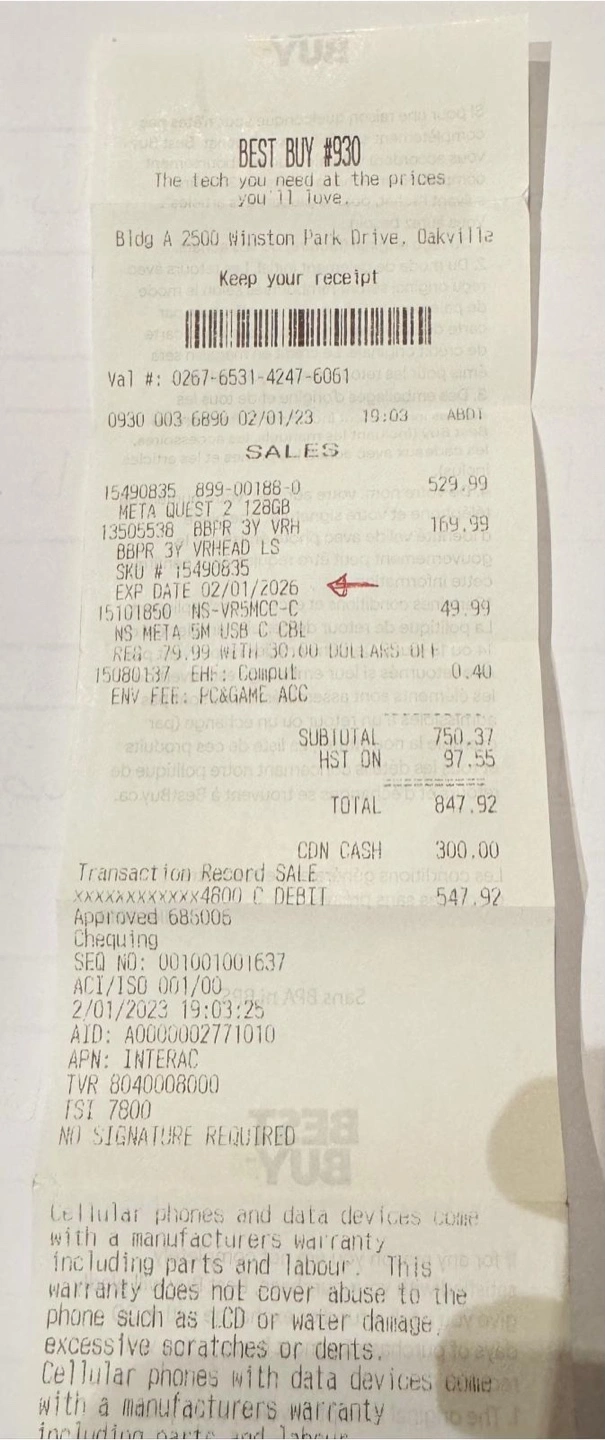 BEST BUY #930
The tech you need at the prices
you'll love.
Bldg A 2500 Winston Park Drive, Oakville
Keep your receipt
Val #: 0267-6531-4247-6061
0930 003 6890 02/01/23 19:03 ABDI
SALES
15490835 899-00188-0 529.99
META QUEST 2 128GB
13505538 BBPR 3Y VRH 169.99
BBPR 3Y VRHEAD LS
SKU # 15490835
EXP DATE 02/01/2026
15101850 NS-VR5MCC-C 49.99
NS META 5M USB C CBL
REG 79.99 WITH 30.00 DOLLARS OFF
15080137 EHF: Comput 0.40
ENV FEE: PC&GAME ACC
SUBTOTAL 750.37
HST ON 97.55
TOTAL 847.92
CDN CASH 300.00
Transaction Record SALE
xxxxxxxxxxxx4800 C DEBIT 547.92
Approved 685006
Chequing
SEQ NO: 001001001637
ACI/ISO 001/00
2/01/2023 19:03:25
AID: A0000002771010
APN: INTERAC
TVR 8040008000
TSI 7800
NO SIGNATURE REQUIRED
Cellular phones and data devices come
with a manufacturers warranty
including parts and labour. This
warranty does not cover abuse to the
phone such as LCD or water damage,
excessive scratches or dents.
Cellular phones with data devices come
with a manufacturers warranty
including parts and labour.